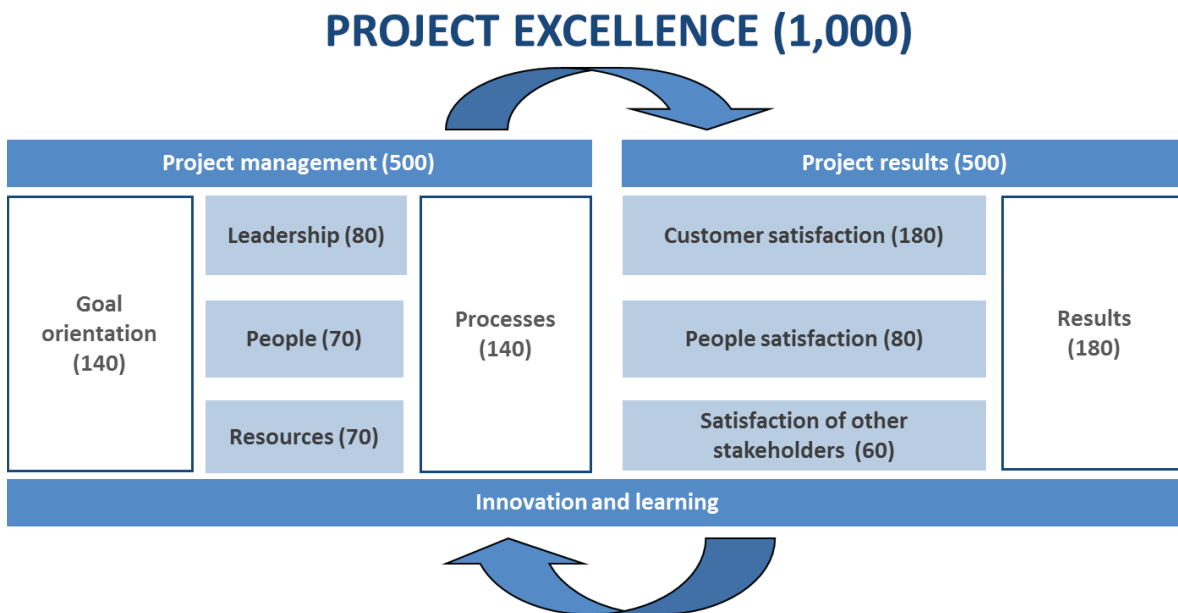 PROJECT EXCELLENCE (1,000)
Project management (500)
Project results (500)
Goal
orientation
(140)
Leadership (80)
People (70)
Resources (70)
Processes
(140)
Customer satisfaction (180)
People satisfaction (80)
Satisfaction of other
stakeholders (60)
Results
(180)
Innovation and learning